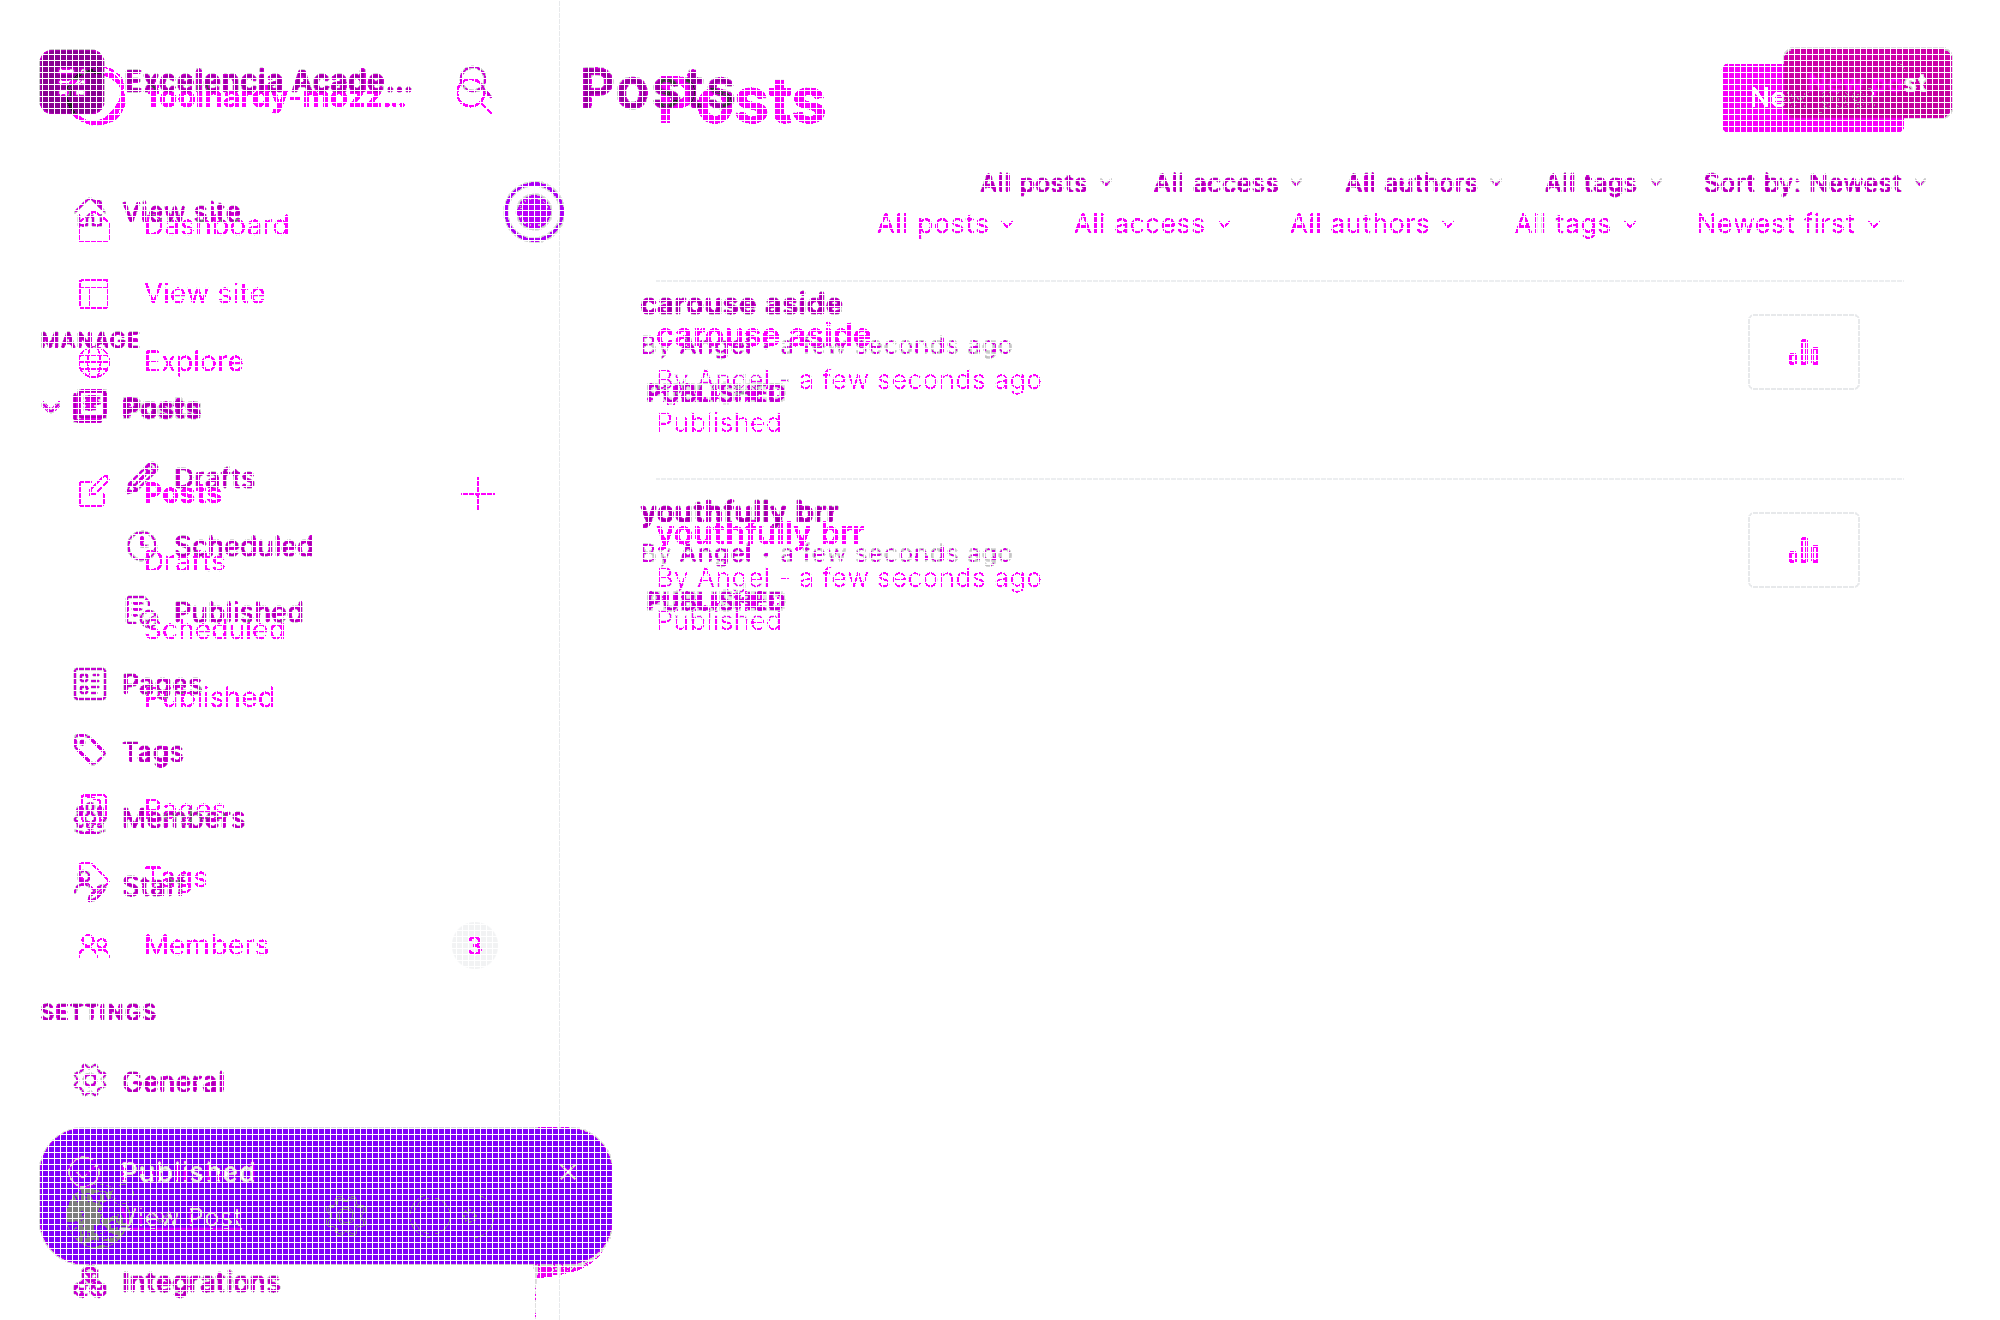 Excelencia Acade...
foolhardy-mozz...
Posts
Posts
Ne
st
All posts All access All authors All tags Sort by: Newest
View site
Dashboard
All posts All access All authors All tags Newest first
View site
carouse aside
carouse aside
MANAGE
By Angel · a few seconds ago
Explore
By Angel - a few seconds ago
PUBLISHED
Posts
Published
Drafts
Posts
youthfully brr
youthfully brr
Scheduled
By Angel · a few seconds ago
Drafts
By Angel - a few seconds ago
PUBLISHED
Published
Published
Scheduled
Pages
Published
Tags
Pages
Members
Tags
Staff
Members 3
SETTINGS
General
Published
View Post
Integrations